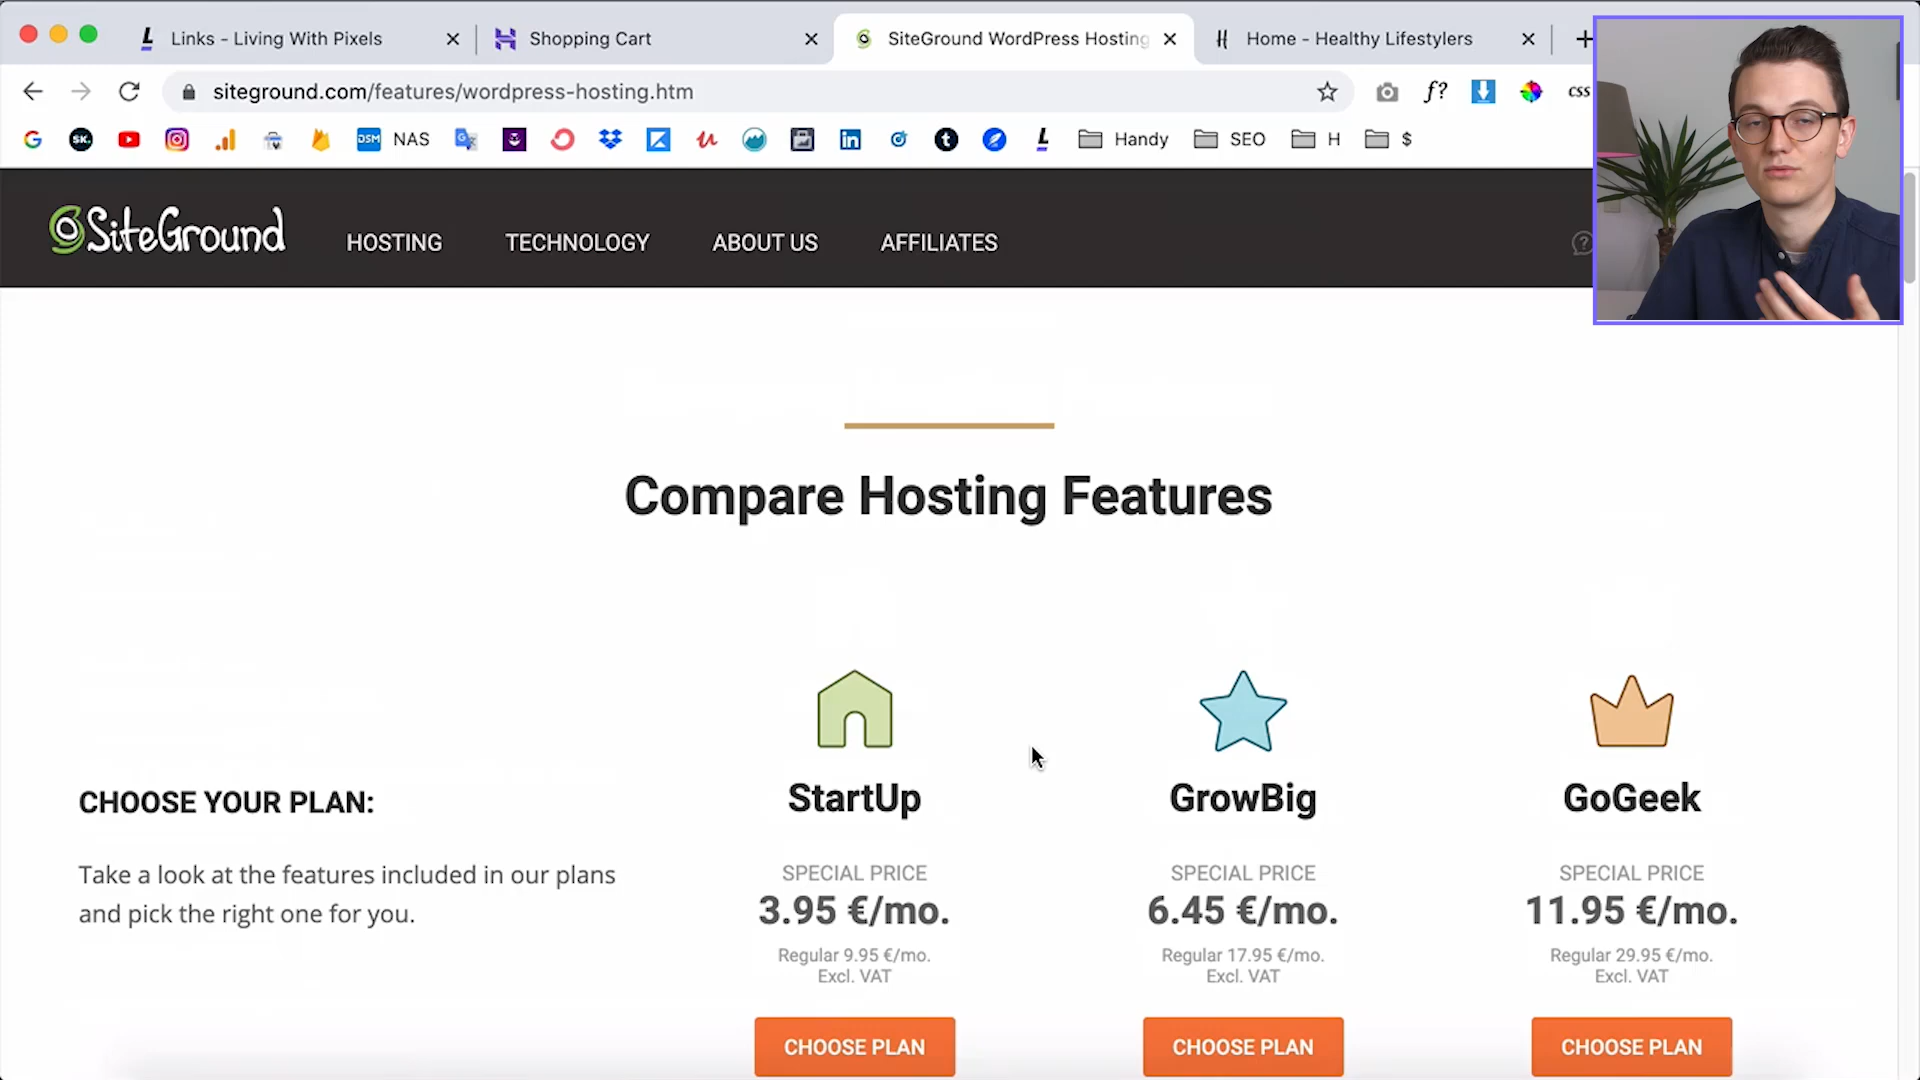 Links - Living With Pixels
Shopping Cart
SiteGround WordPress Hosting
Home - Healthy Lifestylers
siteground.com/features/wordpress-hosting.htm
f?
CSS
SK.
DSM
NAS
Handy
SEO
H
$
SiteGround
HOSTING
TECHNOLOGY
ABOUT US
AFFILIATES
Compare Hosting Features
CHOOSE YOUR PLAN:
Take a look at the features included in our plans
and pick the right one for you.
StartUp
SPECIAL PRICE
3.95 €/mo.
Regular 9.95 €/mo.
Excl. VAT
CHOOSE PLAN
GrowBig
SPECIAL PRICE
6.45 €/mo.
Regular 17.95 €/mo.
Excl. VAT
CHOOSE PLAN
GoGeek
SPECIAL PRICE
11.95 €/mo.
Regular 29.95 €/mo.
Excl. VAT
CHOOSE PLAN